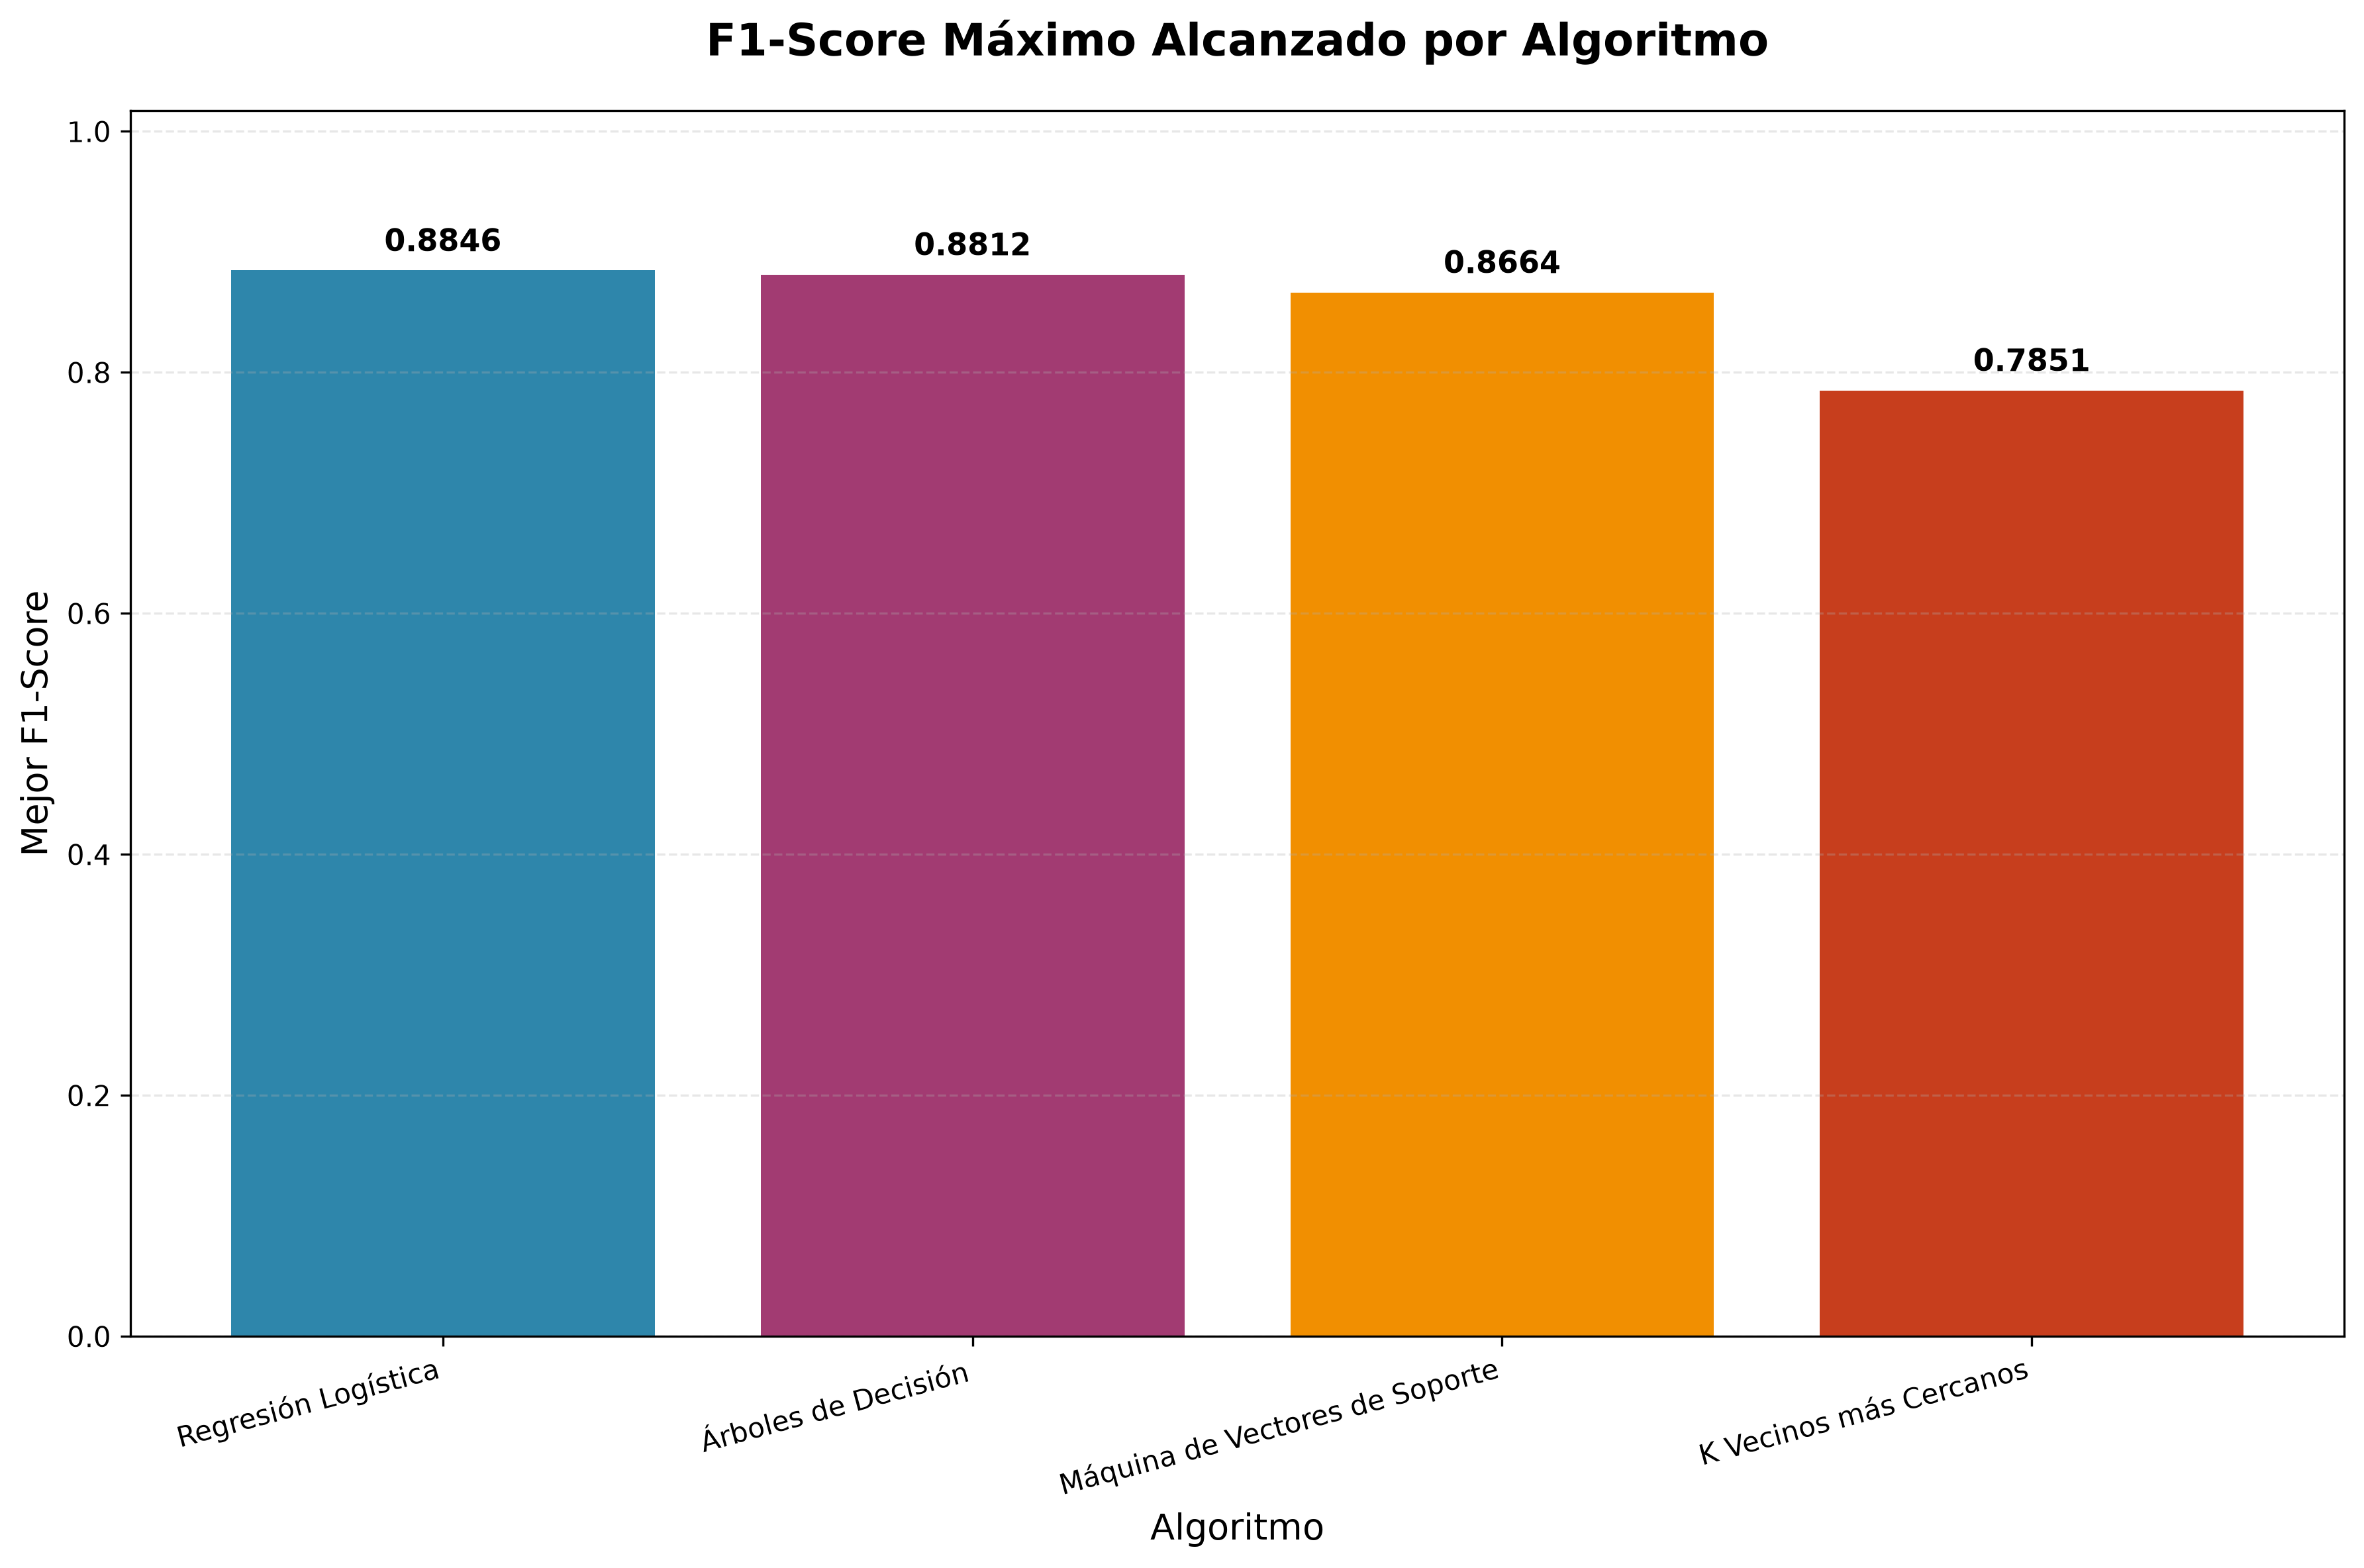 F1-Score Máximo Alcanzado por Algoritmo
Mejor F1-Score
1.0
0.8
0.6
0.4
0.2
0.0
0.8846
0.8812
0.8664
0.7851
Regresión Logística
Árboles de Decisión
Máquina de Vectores de Soporte
K Vecinos más Cercanos
Algoritmo